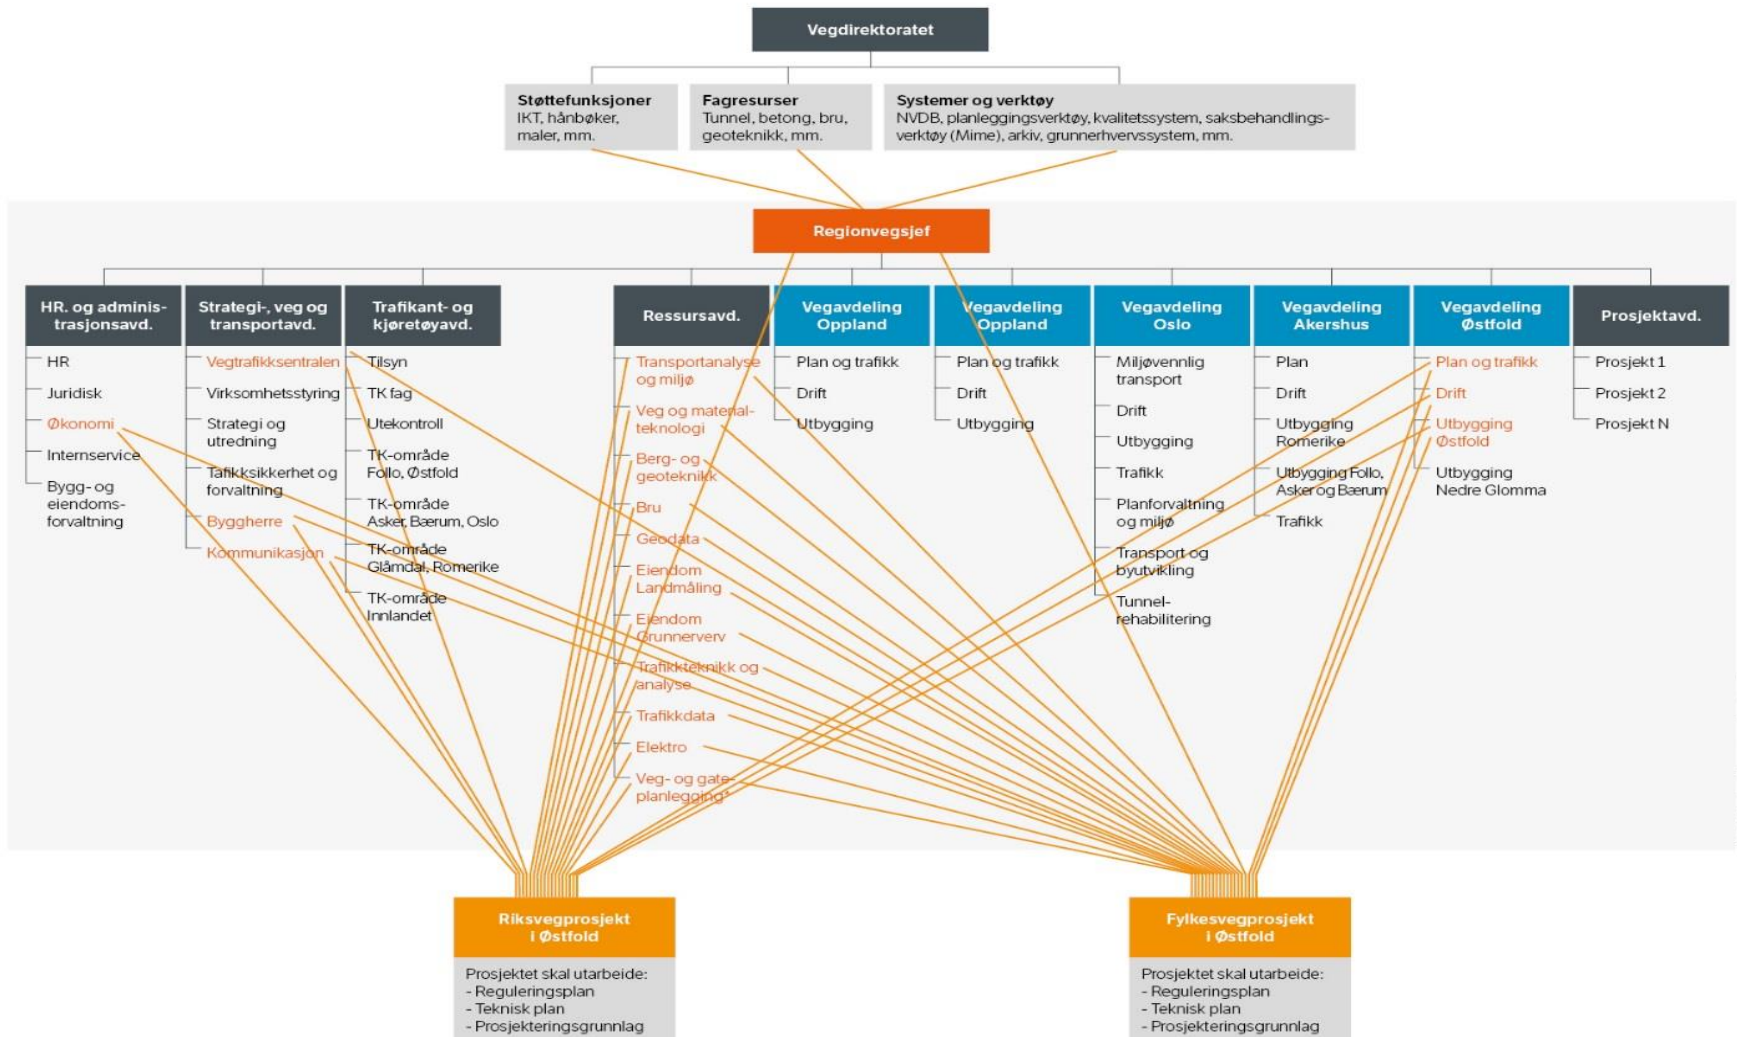 Vegdirektoratet
Støttefunksjoner
IKT, hånbøker,
maler, mm.
Fagresurser
Tunnel, betong, bru,
geoteknikk, mm.
Systemer og verktøy
NVDB, planleggingsverktøy, kvalitetssystem, saksbehandlings-
verktøy (Mime), arkiv, grunnerhvervssystem, mm.
Regionvegsjef
HR. og adminis-
trasjonsavd.
HR
Juridisk
Økonomi
Internservice
Bygg- og
eiendoms-
forvaltning
Strategi-, veg og
transportavd.
Vegtrafikksentralen
Virksomhetsstyring
Strategi og
utredning
Tafikksikkerhet og
forvaltning
Byggherre
Kommunikasjon
Trafikant- og
kjøretøyavd.
Tilsyn
TK fag
Utekontroll
TK-område
Follo, Østfold
TK-område
Asker, Bærum, Oslo
TK-område
Glåmdal, Romerike
TK-område
Innlandet
Ressursavd.
Transportanalyse
og miljø
Veg og material-
teknologi
Berg- og
geoteknikk
Bru
Geodata
Eiendom
Landmåling
Eiendom
Grunnerverv
Trafikkteknikk og
analyse
Trafikkdata
Elektro
Veg- og gate-
planlegging*
Vegavdeling
Oppland
Plan og trafikk
Drift
Utbygging
Vegavdeling
Oppland
Plan og trafikk
Drift
Utbygging
Vegavdeling
Oslo
Miljøvennlig
transport
Drift
Utbygging
Trafikk
Planforvaltning
og miljø
Transport og
byutvikling
Tunnel-
rehabilitering
Vegavdeling
Akershus
Plan
Drift
Utbygging
Romerike
Utbygging Follo,
Asker og Bærum
Trafikk
Vegavdeling
Østfold
Plan og trafikk
Drift
Utbygging
Østfold
Utbygging
Nedre Glomma
Prosjektavd.
Prosjekt 1
Prosjekt 2
Prosjekt N
Riksvegprosjekt
i Østfold
Prosjektet skal utarbeide:
- Reguleringsplan
- Teknisk plan
- Prosjekteringsgrunnlag
Fylkesvegprosjekt
i Østfold
Prosjektet skal utarbeide:
- Reguleringsplan
- Teknisk plan
- Prosjekteringsgrunnlag